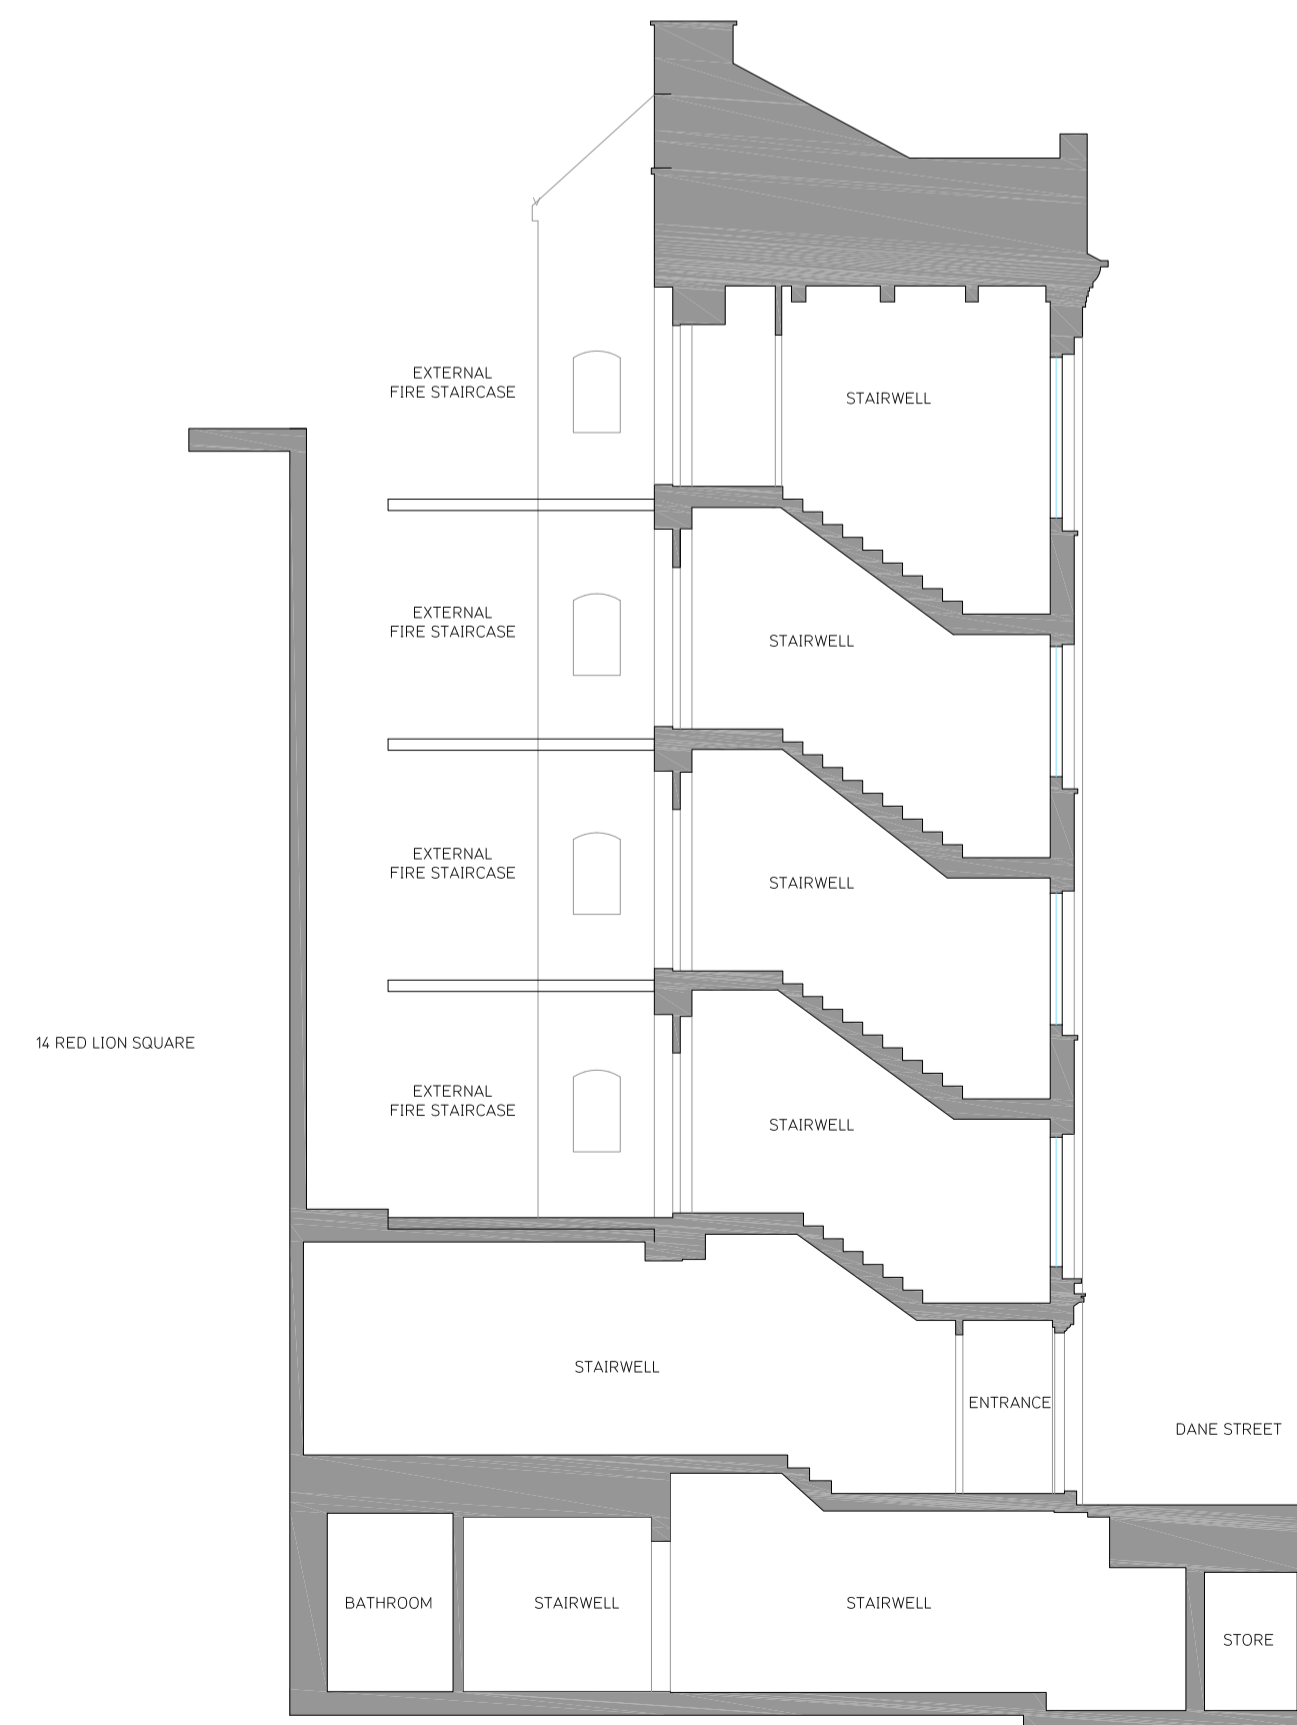 EXTERNAL
FIRE STAIRCASE
STAIRWELL
EXTERNAL
FIRE STAIRCASE
STAIRWELL
EXTERNAL
FIRE STAIRCASE
STAIRWELL
14 RED LION SQUARE
EXTERNAL
FIRE STAIRCASE
STAIRWELL
STAIRWELL
ENTRANCE
DANE STREET
BATHROOM
STAIRWELL
STAIRWELL
STORE